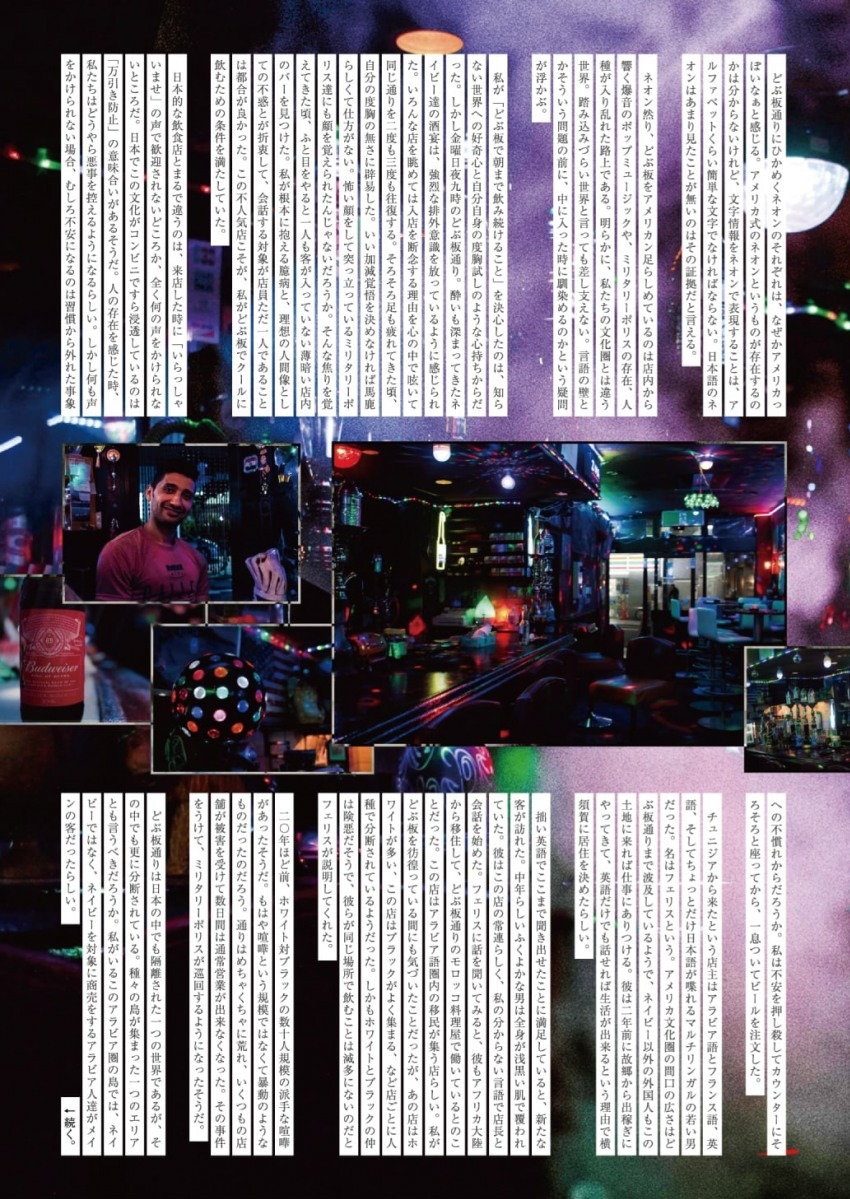 どぶ板通りにひかめくネオンのそれぞれは、なぜかアメリカっ
ぽいなぁと感じる。アメリカ式のネオンというものが存在するの
かは分からないけれど、文字情報をネオンで表現することは、ア
ルファベットくらい簡単な文字でなければならない。日本語のネ
オンはあまり見たことが無いのはその証拠だと言える。
ネオン然り、どぶ板をアメリカン足らしめているのは店内から
響く爆音のポップミュージックや、ミリタリーポリスの存在、人
種が入り乱れた路上である。明らかに、私たちの文化圏とは違う
世界。踏み込みづらい世界と言っても差し支えない。言語の壁と
かそういう問題の前に、中に入った時に馴染めるのかという疑問
が浮かぶ。
私が「どぶ板で朝まで飲み続けること」を決心したのは、知ら
ない世界への好奇心と自分自身の度胸試しのような心持ちからだ
った。しかし金曜日夜九時のどぶ板通り。酔いも深まってきたネ
イビー達の酒宴は、強烈な排外意識を放っているように感じられ
た。いろんな店を眺めては入店を断念する理由を心の中で呟いて
同じ通りを二度も三度も往復する。そろそろ足も疲れてきた頃、
自分の度胸の無さに辟易した。いい加減覚悟を決めなければ馬鹿
らしくて仕方がない。怖い顔をして突っ立っているミリタリーポ
リス達にも顔を覚えられたんじゃないだろうか。そんな焦りを覚
えてきた頃、ふと目をやると一人も客が入っていない薄暗い店内
のバーを見つけた。私が根本に抱える臆病と、理想の人間像とし
ての不惑とが折衷して、会話する対象が店員ただ一人であること
は都合が良かった。この不人気店こそが、私がどぶ板でクールに
飲むための条件を満たしていた。
日本的な飲食店とまるで違うのは、来店した時に「いらっしゃ
いませ」の声で歓迎されないどころか、全く何の声をかけられな
いところだ。日本でこの文化がコンビニですら浸透しているのは
「万引き防止」の意味合いがあるそうだ。人の存在を感じた時、
私たちはどうやら悪事を控えるようになるらしい。しかし何も声
をかけられない場合、むしろ不安になるのは習慣から外れた事象
Budweiser
KING OF BEERS
への不慣れからだろうか。私は不安を押し殺してカウンターにそ
ろそろと座ってから、一息ついてビールを注文した。
チュニジアから来たという店主はアラビア語とフランス語、英
語、そしてちょっとだけ日本語が喋れるマルチリンガルの若い男
だった。名はフェリスという。アメリカ文化圏の間口の広さはど
ぶ板通りまで波及しているようで、ネイビー以外の外国人もこの
土地に来れば仕事にありつける。彼は二年前に故郷から出稼ぎに
やってきて、英語だけでも話せれば生活が出来るという理由で横
須賀に居住を決めたらしい。
拙い英語でここまで聞き出せたことに満足していると、新たな
客が訪れた。中年らしいふくよかな男は全身が浅黒い肌で覆われ
ていた。彼はこの店の常連らしく、私の分からない言語で店長と
会話を始めた。フェリスに話を聞いてみると、彼もアフリカ大陸
から移住して、どぶ板通りのモロッコ料理屋で働いているとのこ
とだった。この店はアラビア語圏内の移民が集う店らしい。私が
どぶ板を彷徨っている間にも気づいたことだったが、あの店はホ
ワイトが多い、この店はブラックがよく集まる、など店ごとに人
種で分断されているようだった。しかもホワイトとブラックの仲
は険悪だそうで、彼らが同じ場所で飲むことは滅多にないのだと
フェリスが説明してくれた。
二〇年ほど前、ホワイト対ブラックの数十人規模の派手な喧嘩
があったそうだ。もはや喧嘩という規模ではなくて暴動のような
ものだったのだろう。通りはめちゃくちゃに荒れ、いくつもの店
舗が被害を受けて数日間は通常営業が出来なくなった。その事件
をうけて、ミリタリーポリスが巡回するようになったそうだ。
どぶ板通りは日本の中でも隔離された一つの世界であるが、そ
の中でも更に分断されている。種々の島が集まった一つのエリア
とも言うべきだろうか。私がいるこのアラビア圏の島では、ネイ
ビーではなく、ネイビーを対象に商売をするアラビア人達がメイ
ンの客だったらしい。
←続く。